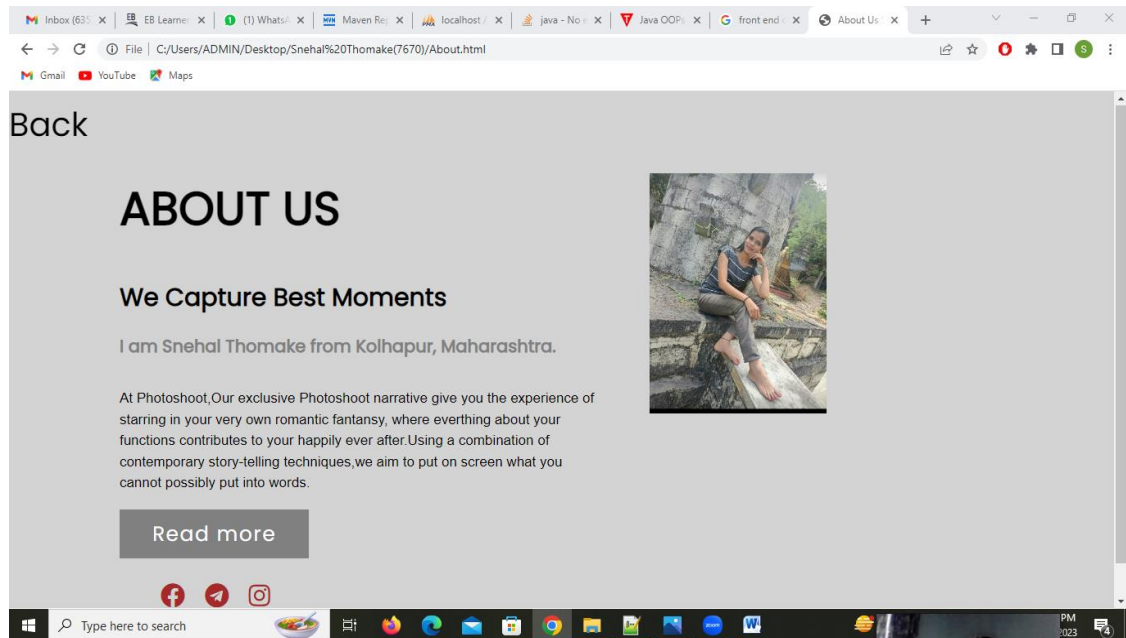 Inbox (635
EB Learner
(1) WhatsA
Maven Rep
localhost /
java - No e
Java OOPs
front end d
About Us
File | C:/Users/ADMIN/Desktop/Snehal%20Thomake(7670)/About.html
S
Gmail YouTube Maps
Back
ABOUT US
We Capture Best Moments
I am Snehal Thomake from Kolhapur, Maharashtra.
At Photoshoot,Our exclusive Photoshoot narrative give you the experience of
starring in your very own romantic fantansy, where everthing about your
functions contributes to your happily ever after.Using a combination of
contemporary story-telling techniques,we aim to put on screen what you
cannot possibly put into words.
Read more
Type here to search
PM
2023
4